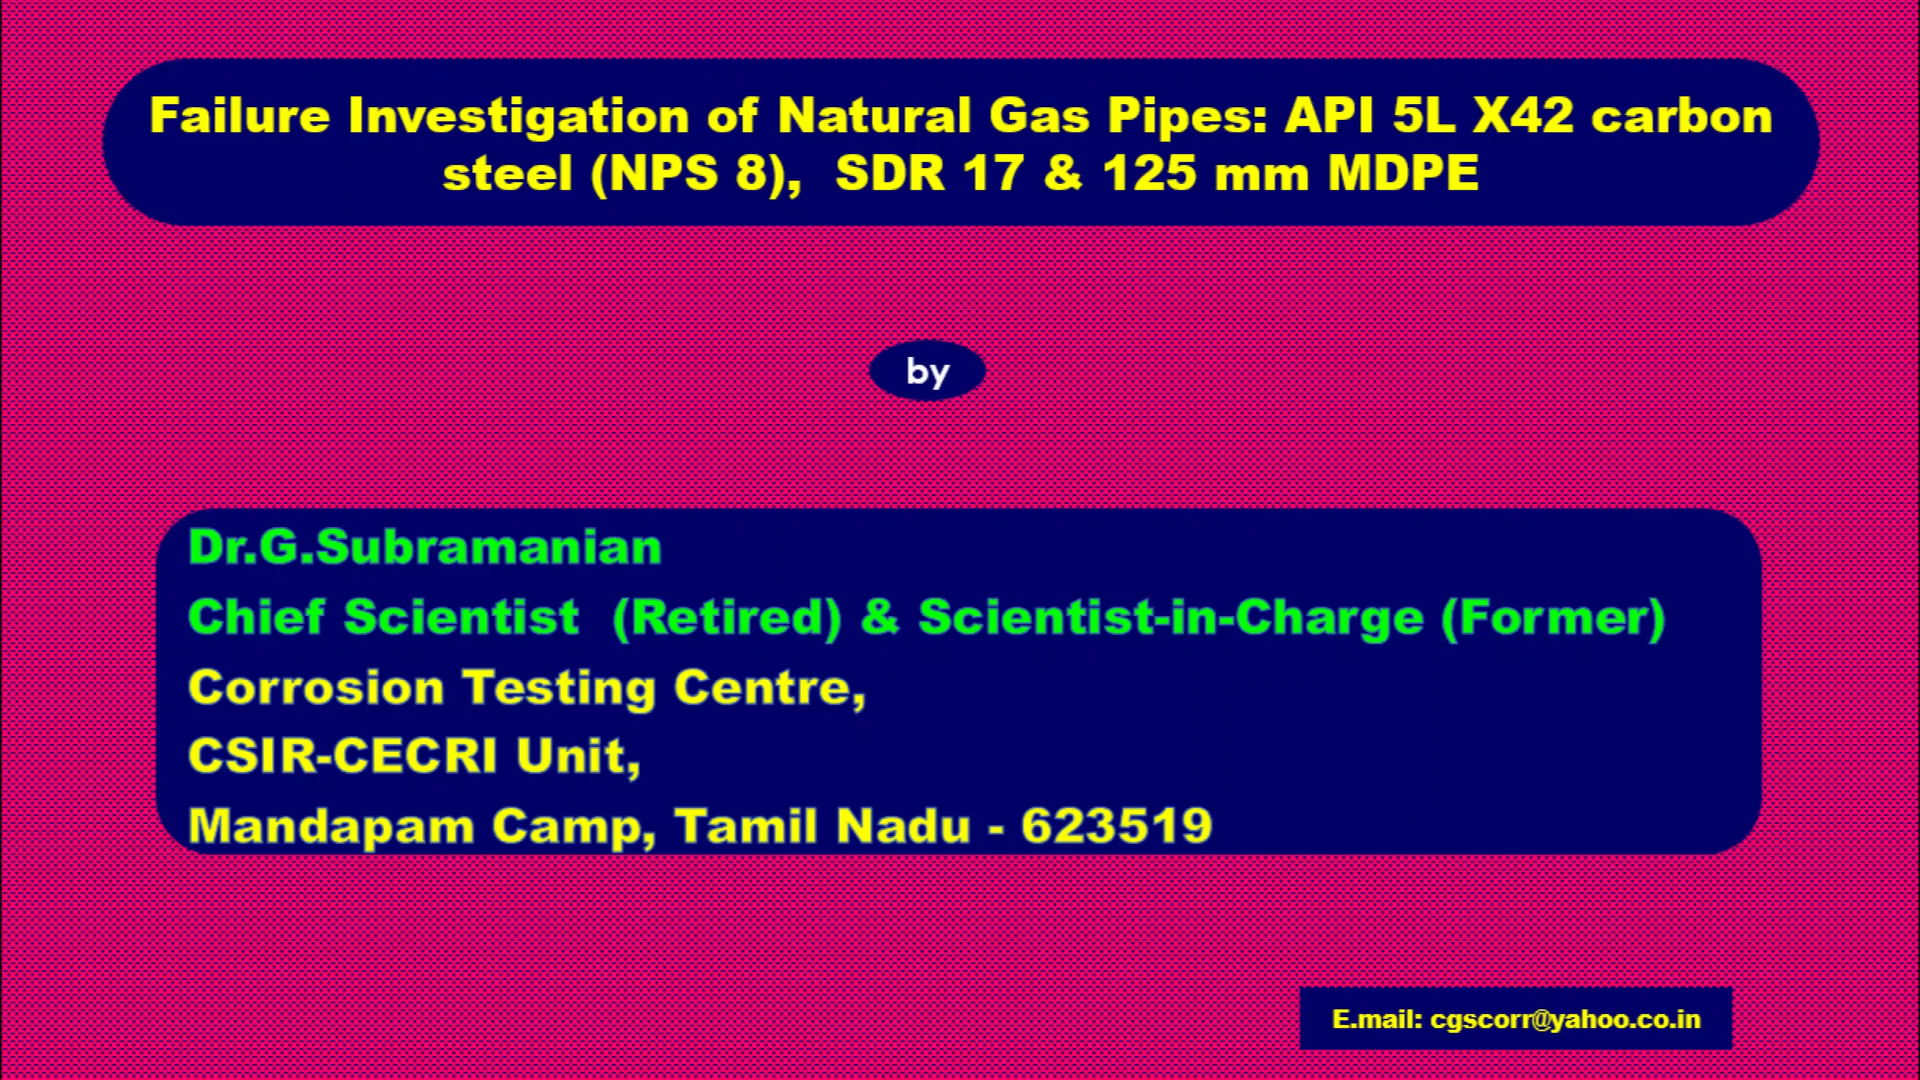 Failure Investigation of Natural Gas Pipes: API 5L X42 carbon
steel (NPS 8),  SDR 17 & 125 mm MDPE
by
Dr.G.Subramanian
Chief Scientist  (Retired) & Scientist-in-Charge (Former)
Corrosion Testing Centre,
CSIR-CECRI Unit,
Mandapam Camp, Tamil Nadu - 623519
E.mail: cgscorr@yahoo.co.in